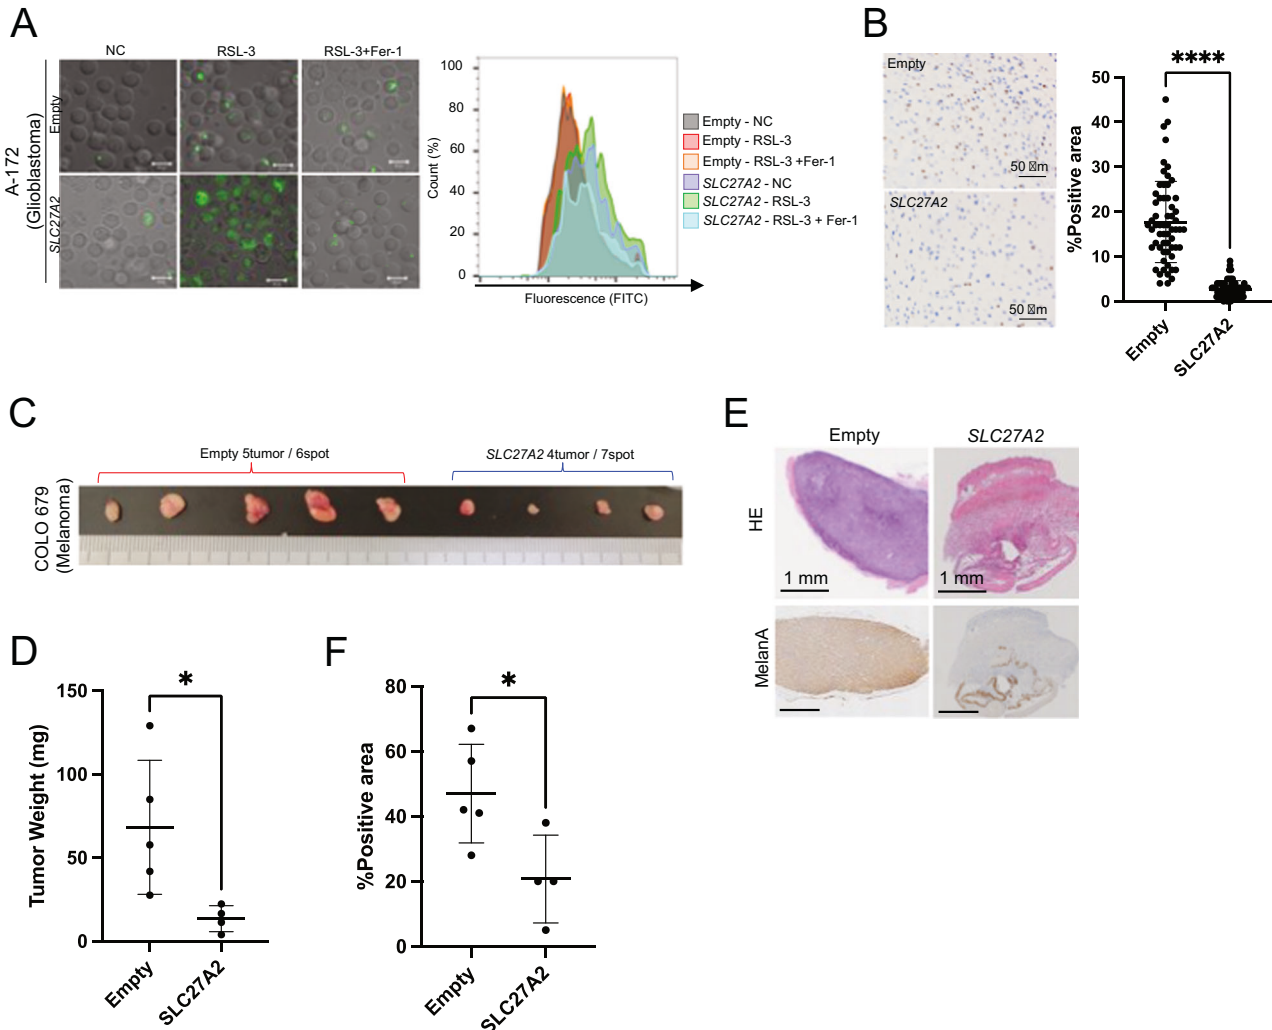 A
NC
RSL-3
RSL-3+Fer-1
A-172
(Glioblastoma)
Empty
SLC27A2
Count (%)
100
80
60
40
20
0
Fluorescence (FITC)
Empty - NC
Empty - RSL-3
Empty - RSL-3 +Fer-1
SLC27A2 - NC
SLC27A2 - RSL-3
SLC27A2 - RSL-3 + Fer-1
B
Empty
50 □m
SLC27A2
50 □m
****
%Positive area
50
40
30
20
10
0
Empty
SLC27A2
C
Empty 5tumor / 6spot
SLC27A2 4tumor / 7spot
COLO 679
(Melanoma)
D
*
Tumor Weight (mg)
150
100
50
0
Empty
SLC27A2
F
*
%Positive area
80
60
40
20
0
Empty
SLC27A2
E
Empty
SLC27A2
HE
1 mm
1 mm
MelanA